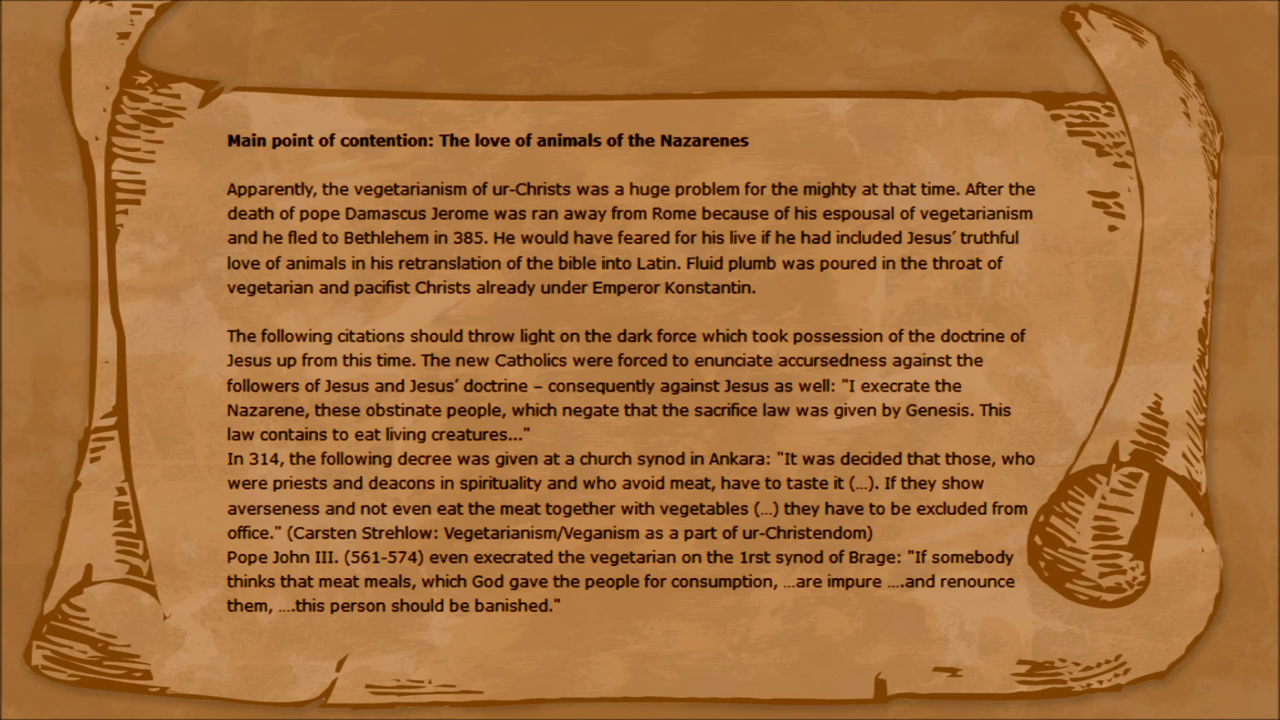 Main point of contention: The love of animals of the Nazarenes
Apparently, the vegetarianism of ur-Christs was a huge problem for the mighty at that time. After the
death of pope Damascus Jerome was ran away from Rome because of his espousal of vegetarianism
and he fled to Bethlehem in 385. He would have feared for his live if he had included Jesus’ truthful
love of animals in his retranslation of the bible into Latin. Fluid plumb was poured in the throat of
vegetarian and pacifist Christs already under Emperor Konstantin.
The following citations should throw light on the dark force which took possession of the doctrine of
Jesus up from this time. The new Catholics were forced to enunciate accursedness against the
followers of Jesus and Jesus’ doctrine – consequently against Jesus as well: "I execrate the
Nazarene, these obstinate people, which negate that the sacrifice law was given by Genesis. This
law contains to eat living creatures..."
In 314, the following decree was given at a church synod in Ankara: "It was decided that those, who
were priests and deacons in spirituality and who avoid meat, have to taste it (…). If they show
averseness and not even eat the meat together with vegetables (…) they have to be excluded from
office." (Carsten Strehlow: Vegetarianism/Veganism as a part of ur-Christendom)
Pope John III. (561-574) even execrated the vegetarian on the 1rst synod of Brage: "If somebody
thinks that meat meals, which God gave the people for consumption, …are impure ….and renounce
them, ….this person should be banished."